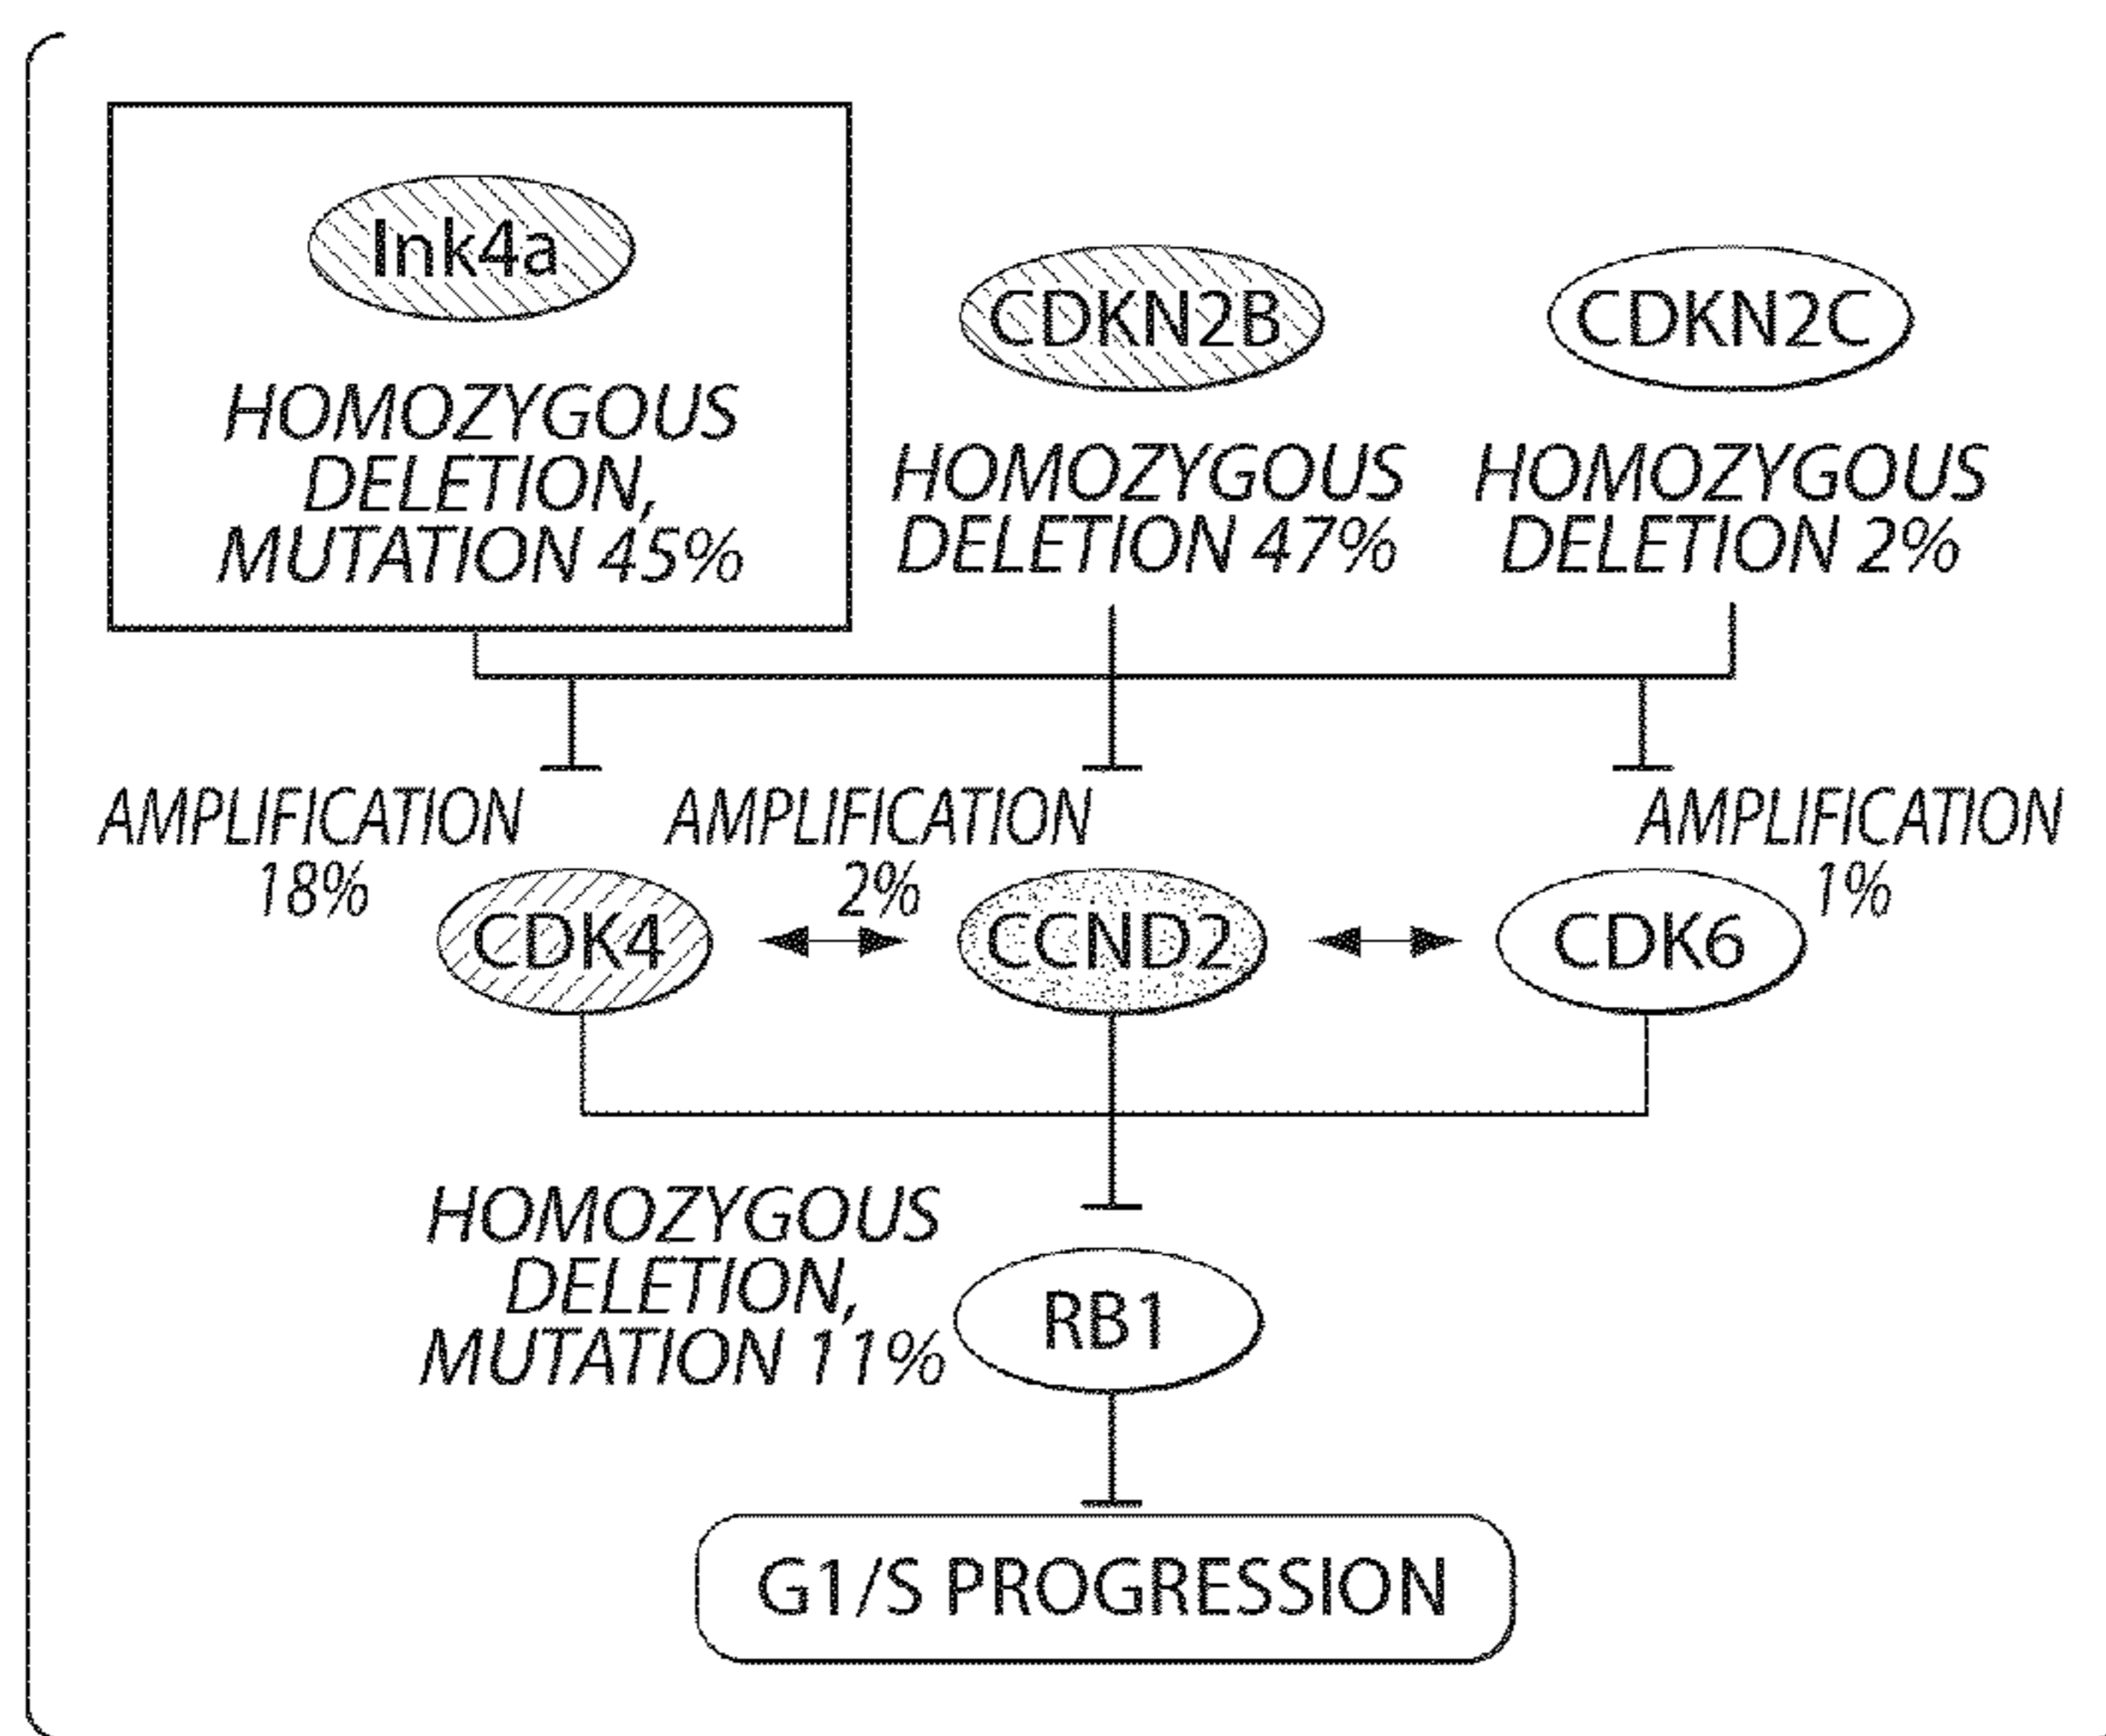 Ink4a
HOMOZYGOUS
DELETION,
MUTATION 45%
CDKN2B
HOMOZYGOUS
DELETION 47%
CDKN2C
HOMOZYGOUS
DELETION 2%
AMPLIFICATION
18%
CDK4
AMPLIFICATION
2%
CCND2
AMPLIFICATION
1%
CDK6
HOMOZYGOUS
DELETION,
MUTATION 11%
RB1
G1/S PROGRESSION